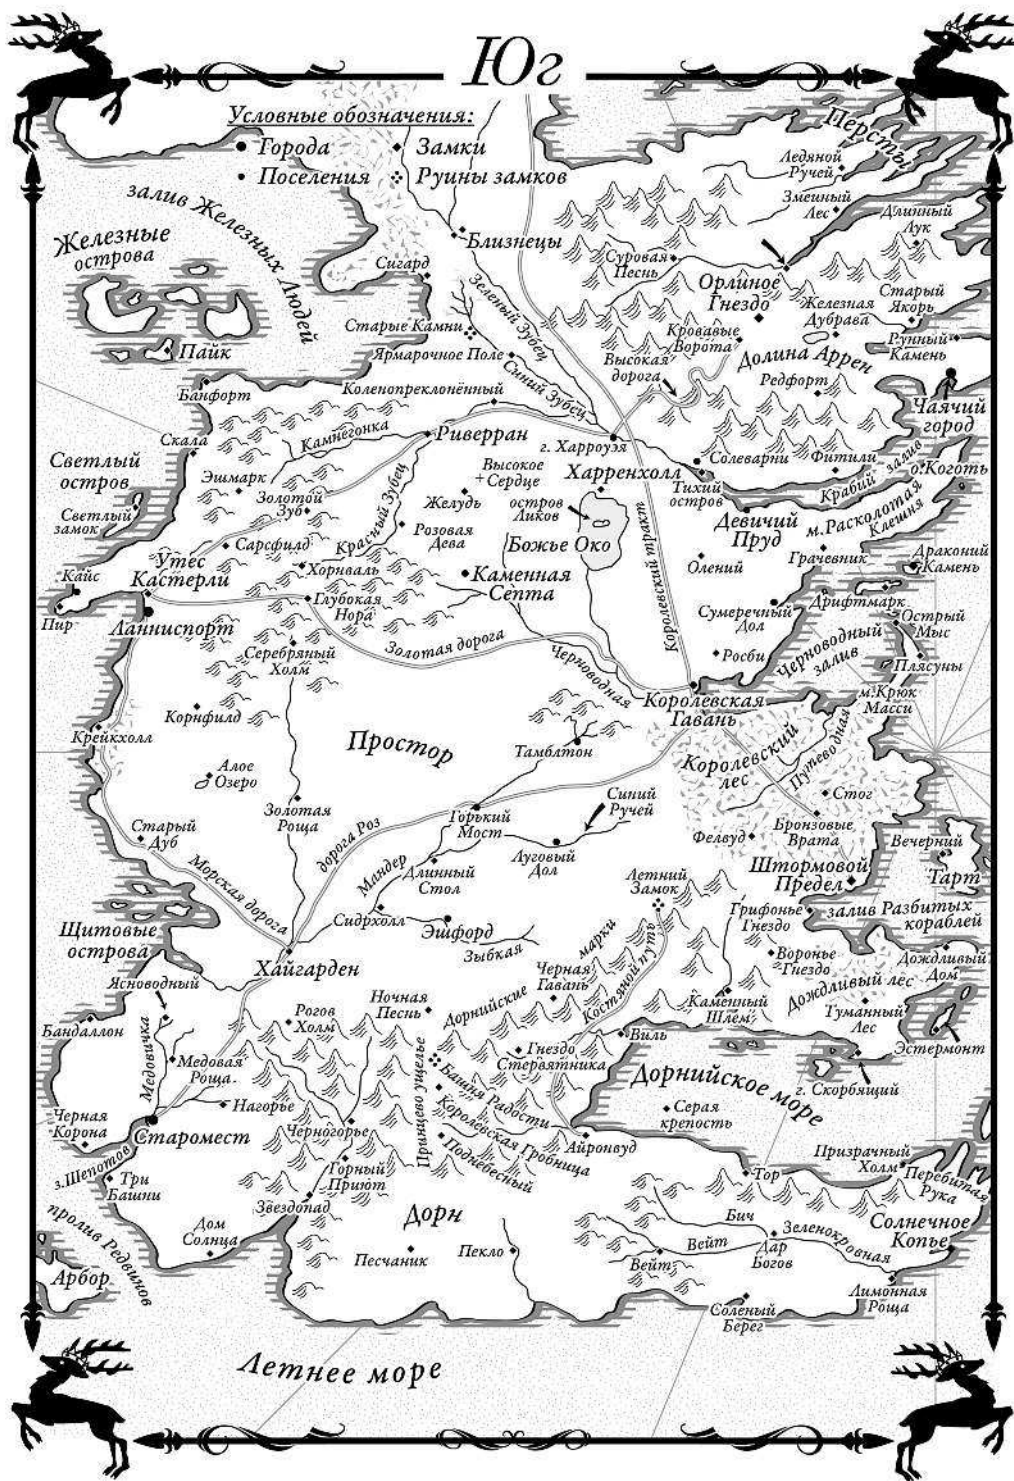 Юг
Условные обозначения:
Города
Замки
Поселения
Руины замков
Персты
Ледяной
Ручей
Змеиный
Лес
Длинный
Лук
залив Железных Людей
Железные
острова
Пайк
Близнецы
Сигард
Суровая
Песнь
Орлиное
Гнездо
Железная
Дубрава
Старый
Якорь
Рунный
Камень
Зеленый Зубец
Старые Камни
Ярмарочное Поле
Синий Зубец
Кровавые
Ворота
Высокая
дорога
Долина Аррен
Редфорт
Чаячий
город
Банфорт
Коленопреклонённый
Камнегонка
Риверран
г. Харроуэя
Харренхолл
Солеварни
Фитили
Крабий залив
о.Коготь
Скала
Светлый
остров
Светлый
замок
Эшмарк
Золотой
Зуб
Высокое
Сердце
Желудь
остров
Ликов
Тихий
остров
Девичий
Пруд
м.Расколотая
Клешня
Красный Зубец
Розовая
Дева
Божье Око
Королевский тракт
Грачевник
Драконий
Камень
Сарсфилд
Утес
Кастерли
Хорнваль
Каменная
Септа
Олений
Кайс
Пир
Ланниспорт
Глубокая
Нора
Сумеречный
Дол
Дрифтмарк
Острый
Мыс
Серебряный
Холм
Золотая дорога
Черноводная
Росби
Черноводный
залив
Плясуны
Королевская
Гавань
м.Крюк
Масси
Корнфилд
Крейкхолл
Простор
Тамблтон
Королевский
лес
Путеводная
Алое
Озеро
Золотая
Роща
Синий
Ручей
Стог
Горький
Мост
Бронзовые
Врата
Старый
Дуб
дорога Роз
Фелвуд
Вечерний
Луговый
Дол
Морская дорога
Мандер
Длинный
Стол
Штормовой
Предел
Тарт
Летний
Замок
Сидрхолл
Эшфорд
Зыбкая
Грифонье
Гнездо
залив Разбитых
кораблей
Щитовые
острова
Хайгарден
марки
Костяной путь
Воронье
Гнездо
Дождливый
Дом
Ясноводный
Черная
Гавань
Дождливый лес
Ночная
Песнь
Дорнийские
Каменный
Шлем
Туманный
Лес
Бандаллон
Рогов
Холм
Виль
Эстермонт
Медовичка
Медовая
Роща
Принцево ущелье
Гнездо
Стервятника
Дорнийское море
г. Скорбящий
Башня Радости
Нагорье
Черная
Корона
Старомест
Черногорье
Королевская Гробница
Серая
крепость
Поднебесный
Айронвуд
з.Шепотов
Три
Башни
Горный
Приют
Призрачный
Холм
Перебитая
Рука
Тор
Звездопад
пролив Редвинов
Дом
Солнца
Дорн
Бич
Зеленокровная
Солнечное
Копье
Песчаник
Пекло
Вейт
Вейт
Дар
Богов
Арбор
Лимонная
Роща
Соленый
Берег
Летнее море